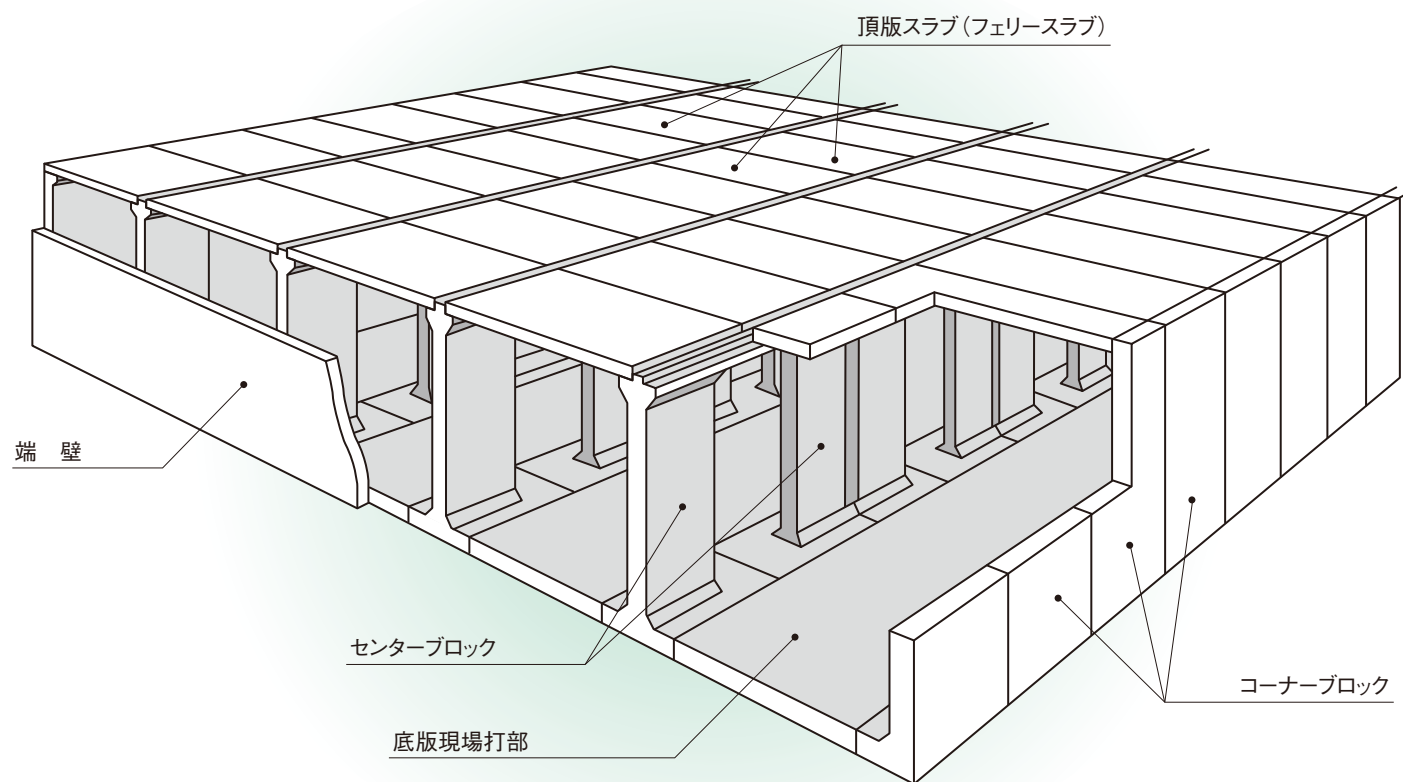 頂版スラブ（フェリースラブ）
端　壁
センターブロック
底版現場打部
コーナーブロック